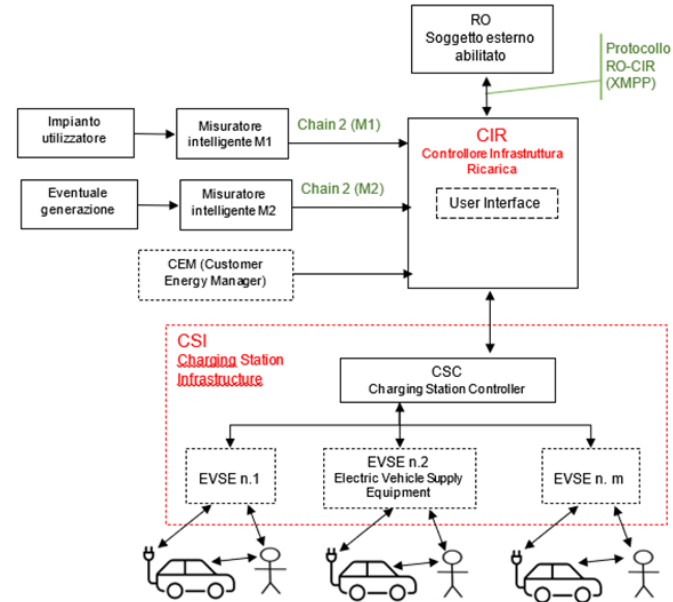 RO
Soggetto esterno
abilitato
Protocollo
RO-CIR
(XMPP)
Impianto
utilizzatore
Misuratore
intelligente M1
Chain 2 (M1)
CIR
Controllore Infrastruttura
Ricarica
User Interface
Eventuale
generazione
Misuratore
intelligente M2
Chain 2 (M2)
CEM (Customer
Energy Manager)
CSI
Charging Station
Infrastructure
CSC
Charging Station Controller
EVSE n.1
EVSE n.2
Electric Vehicle Supply
Equipment
EVSE n. m